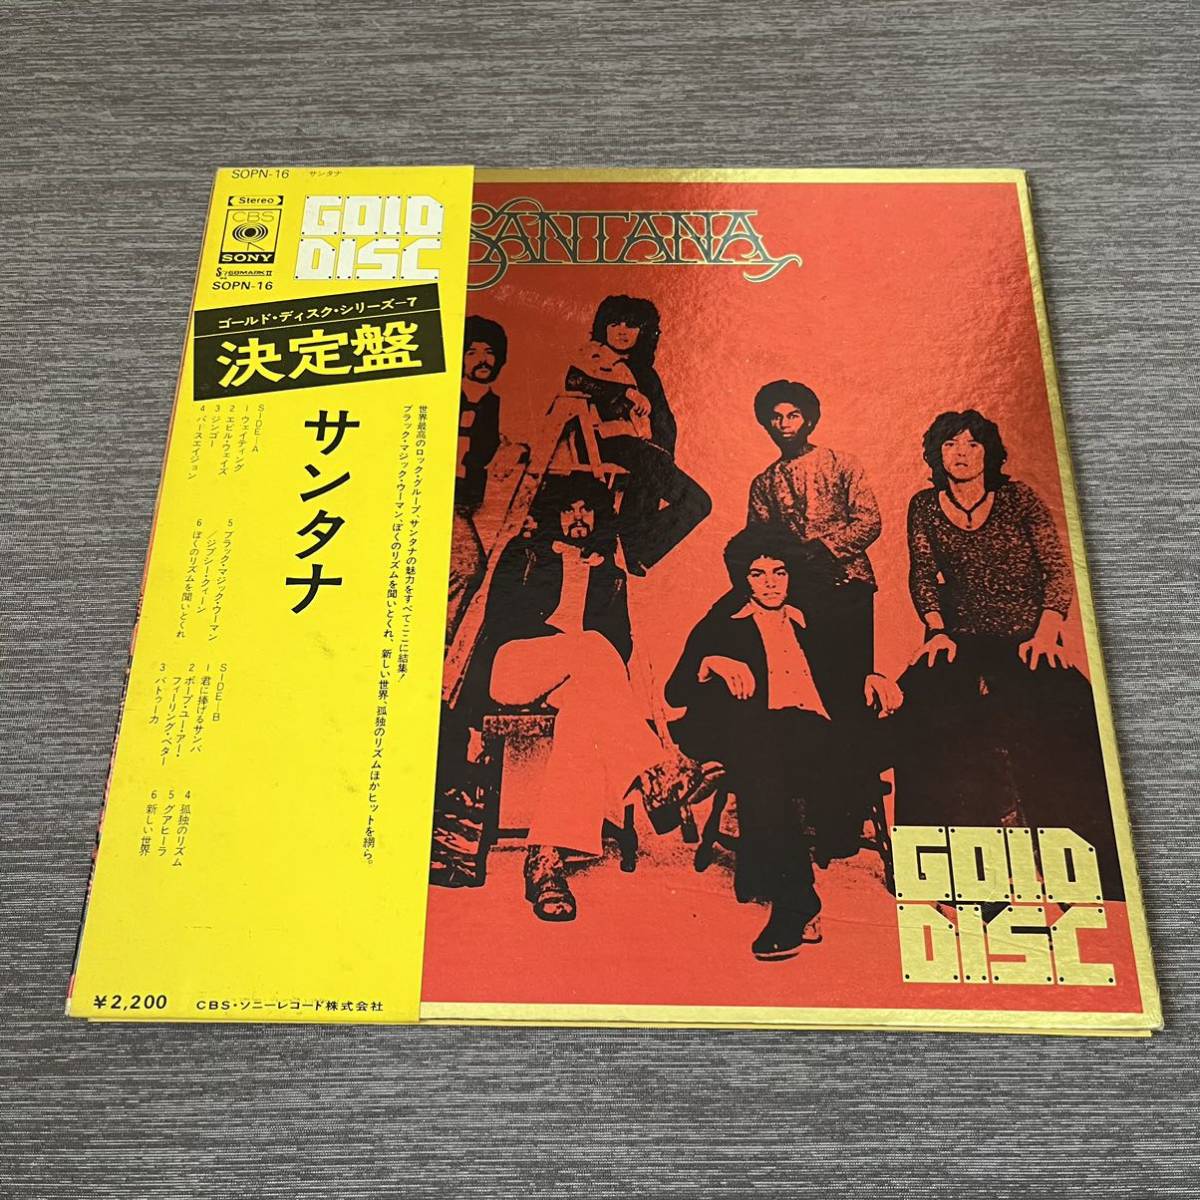 SOPN-16 サンタナ
Stereo
CBS
SONY
SOPN-16
GOLD
DISC
ゴールド・ディスク・シリーズ-7
決定盤
サンタナ
世界最高のロック・グループ、サンタナの魅力をすべてここに結集!
ブラック・マジック・ウーマン、ぼくのリズムを聞いとくれ、新しい世界、孤独のリズムほかヒットを網ら。
SIDE—A
1 ウェイティング
2 エビル・ウェイズ
3 ジンゴー
4 パースエイジョン
5 ブラック・マジック・ウーマン
/ジプシー・クィーン
6 ぼくのリズムを聞いとくれ
SIDE—B
1 君に捧げるサンバ
2 ホープ・ユー・アー・
フィーリング・ベター
3 バトゥーカ
4 孤独のリズム
5 グアヒーラ
6 新しい世界
¥2,200 CBS・ソニーレコード株式会社
SANTANA
GOLD
DISC